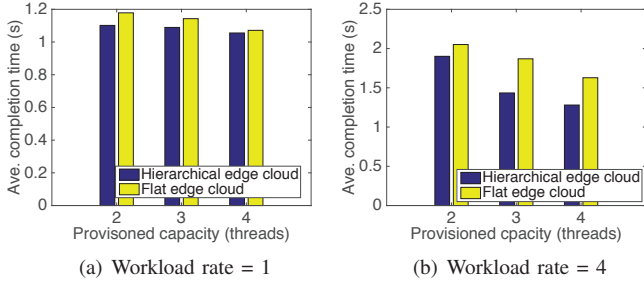 Ave. completion time (s)
1.2
1
0.8
0.6
0.4
0.2
0
Hierarchical edge cloud
Flat edge cloud
2 3 4
Provisoned capacity (threads)
(a) Workload rate = 1
Ave. completion time (s)
2.5
2
1.5
1
0.5
0
Hierarchical edge cloud
Flat edge cloud
2 3 4
Provisoned cpacity (threads)
(b) Workload rate = 4